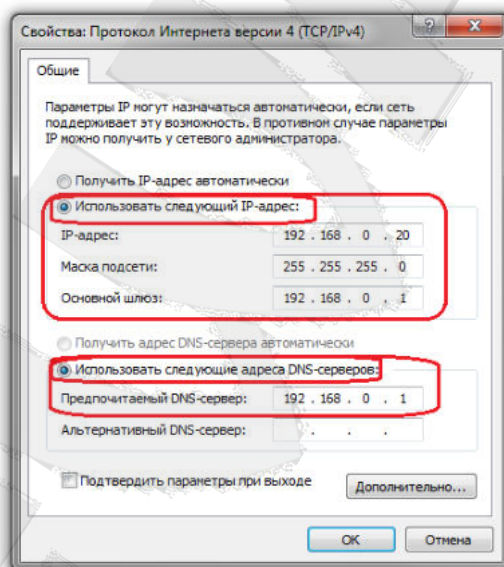 Свойства: Протокол Интернета версии 4 (TCP/IPv4)
Общие
Параметры IP могут назначаться автоматически, если сеть
поддерживает эту возможность. В противном случае параметры
IP можно получить у сетевого администратора.
Получить IP-адрес автоматически
Использовать следующий IP-адрес:
IP-адрес: 192 . 168 . 0 . 20
Маска подсети: 255 . 255 . 255 . 0
Основной шлюз: 192 . 168 . 0 . 1
Получить адрес DNS-сервера автоматически
Использовать следующие адреса DNS-серверов:
Предпочитаемый DNS-сервер: 192 . 168 . 0 . 1
Альтернативный DNS-сервер: . . .
Подтвердить параметры при выходе
Дополнительно...
ОК Отмена